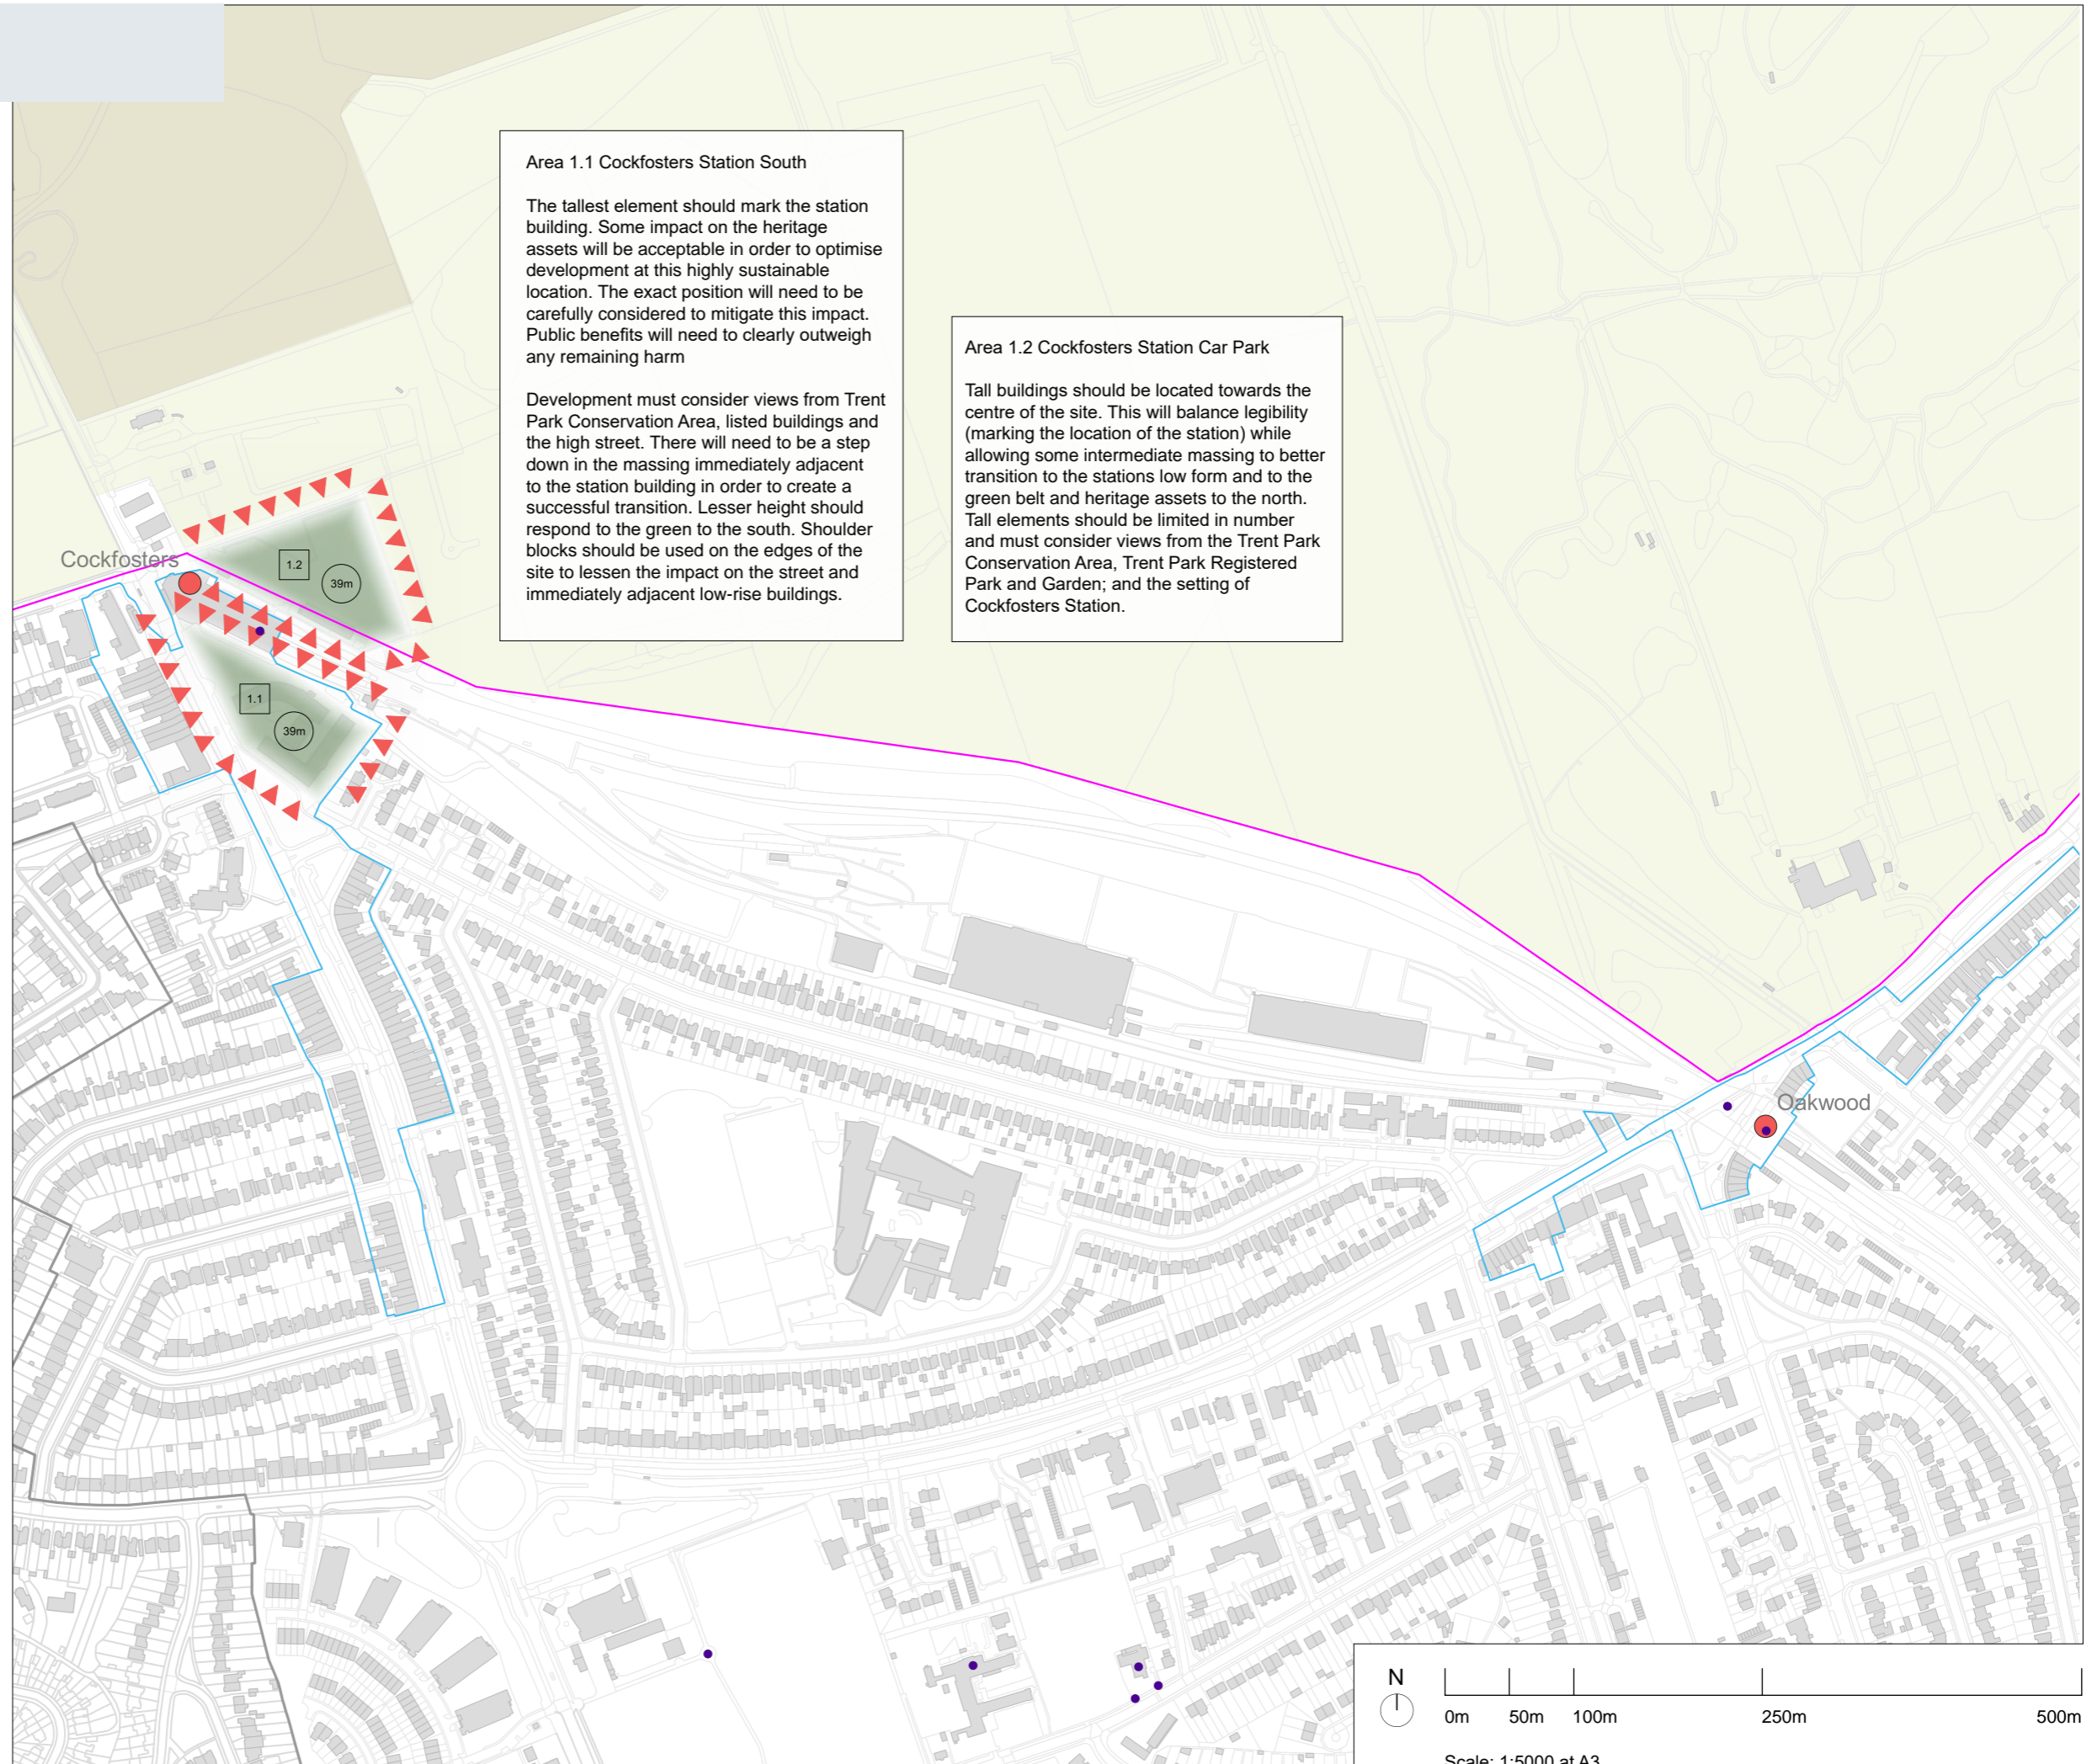 Area 1.1 Cockfosters Station South
The tallest element should mark the station
building. Some impact on the heritage
assets will be acceptable in order to optimise
development at this highly sustainable
location. The exact position will need to be
carefully considered to mitigate this impact.
Public benefits will need to clearly outweigh
any remaining harm
Development must consider views from Trent
Park Conservation Area, listed buildings and
the high street. There will need to be a step
down in the massing immediately adjacent
to the station building in order to create a
successful transition. Lesser height should
respond to the green to the south. Shoulder
blocks should be used on the edges of the
site to lessen the impact on the street and
immediately adjacent low-rise buildings.
Area 1.2 Cockfosters Station Car Park
Tall buildings should be located towards the
centre of the site. This will balance legibility
(marking the location of the station) while
allowing some intermediate massing to better
transition to the stations low form and to the
green belt and heritage assets to the north.
Tall elements should be limited in number
and must consider views from the Trent Park
Conservation Area, Trent Park Registered
Park and Garden; and the setting of
Cockfosters Station.
Cockfosters
1.2
39m
1.1
39m
Oakwood
N
0m 50m 100m 250m 500m
Scale: 1:5000 at A3